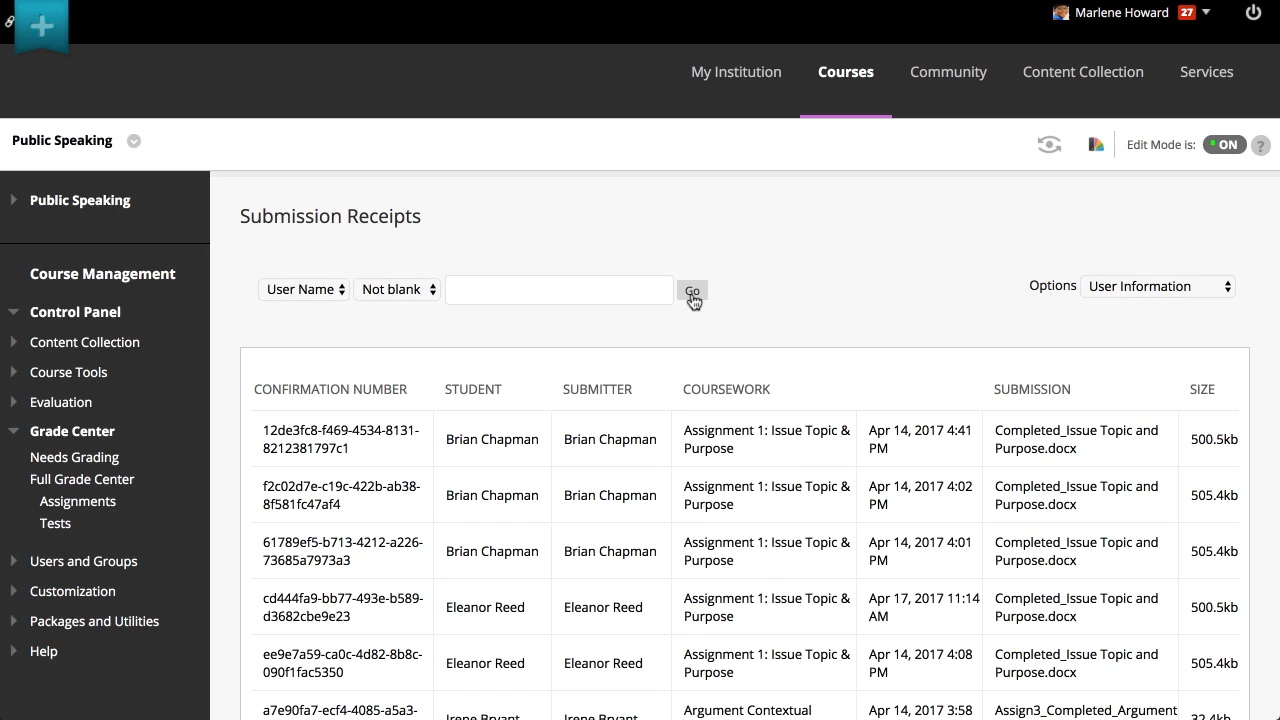 Marlene Howard 27
My Institution Courses Community Content Collection Services
Public Speaking
Edit Mode is: ON ?
Public Speaking
Course Management
Control Panel
Content Collection
Course Tools
Evaluation
Grade Center
Needs Grading
Full Grade Center
Assignments
Tests
Users and Groups
Customization
Packages and Utilities
Help
Submission Receipts
User Name Not blank Go Options User Information
CONFIRMATION NUMBER STUDENT SUBMITTER COURSEWORK SUBMISSION SIZE
12de3fc8-f469-4534-8131- Assignment 1: Issue Topic & Apr 14, 2017 4:41 Completed_Issue Topic and
Brian Chapman Brian Chapman 500.5kb
8212381797c1 Purpose PM Purpose.docx
f2c02d7e-c19c-422b-ab38- Assignment 1: Issue Topic & Apr 14, 2017 4:02 Completed_Issue Topic and
Brian Chapman Brian Chapman 505.4kb
8f581fc47af4 Purpose PM Purpose.docx
61789ef5-b713-4212-a226- Assignment 1: Issue Topic & Apr 14, 2017 4:01 Completed_Issue Topic and
Brian Chapman Brian Chapman 505.4kb
73685a7973a3 Purpose PM Purpose.docx
cd444fa9-bb77-493e-b589- Assignment 1: Issue Topic & Apr 17, 2017 11:14 Completed_Issue Topic and
Eleanor Reed Eleanor Reed 500.5kb
d3682cbe9e23 Purpose AM Purpose.docx
ee9e7a59-ca0c-4d82-8b8c- Assignment 1: Issue Topic & Apr 14, 2017 4:08 Completed_Issue Topic and
Eleanor Reed Eleanor Reed 505.4kb
090f1fac5350 Purpose PM Purpose.docx
a7e90fa7-ecf4-4085-a5a3- Argument Contextual Apr 14, 2017 3:58 Assign3_Completed_Argument
Irene Bryant Irene Bryant 32.4kb